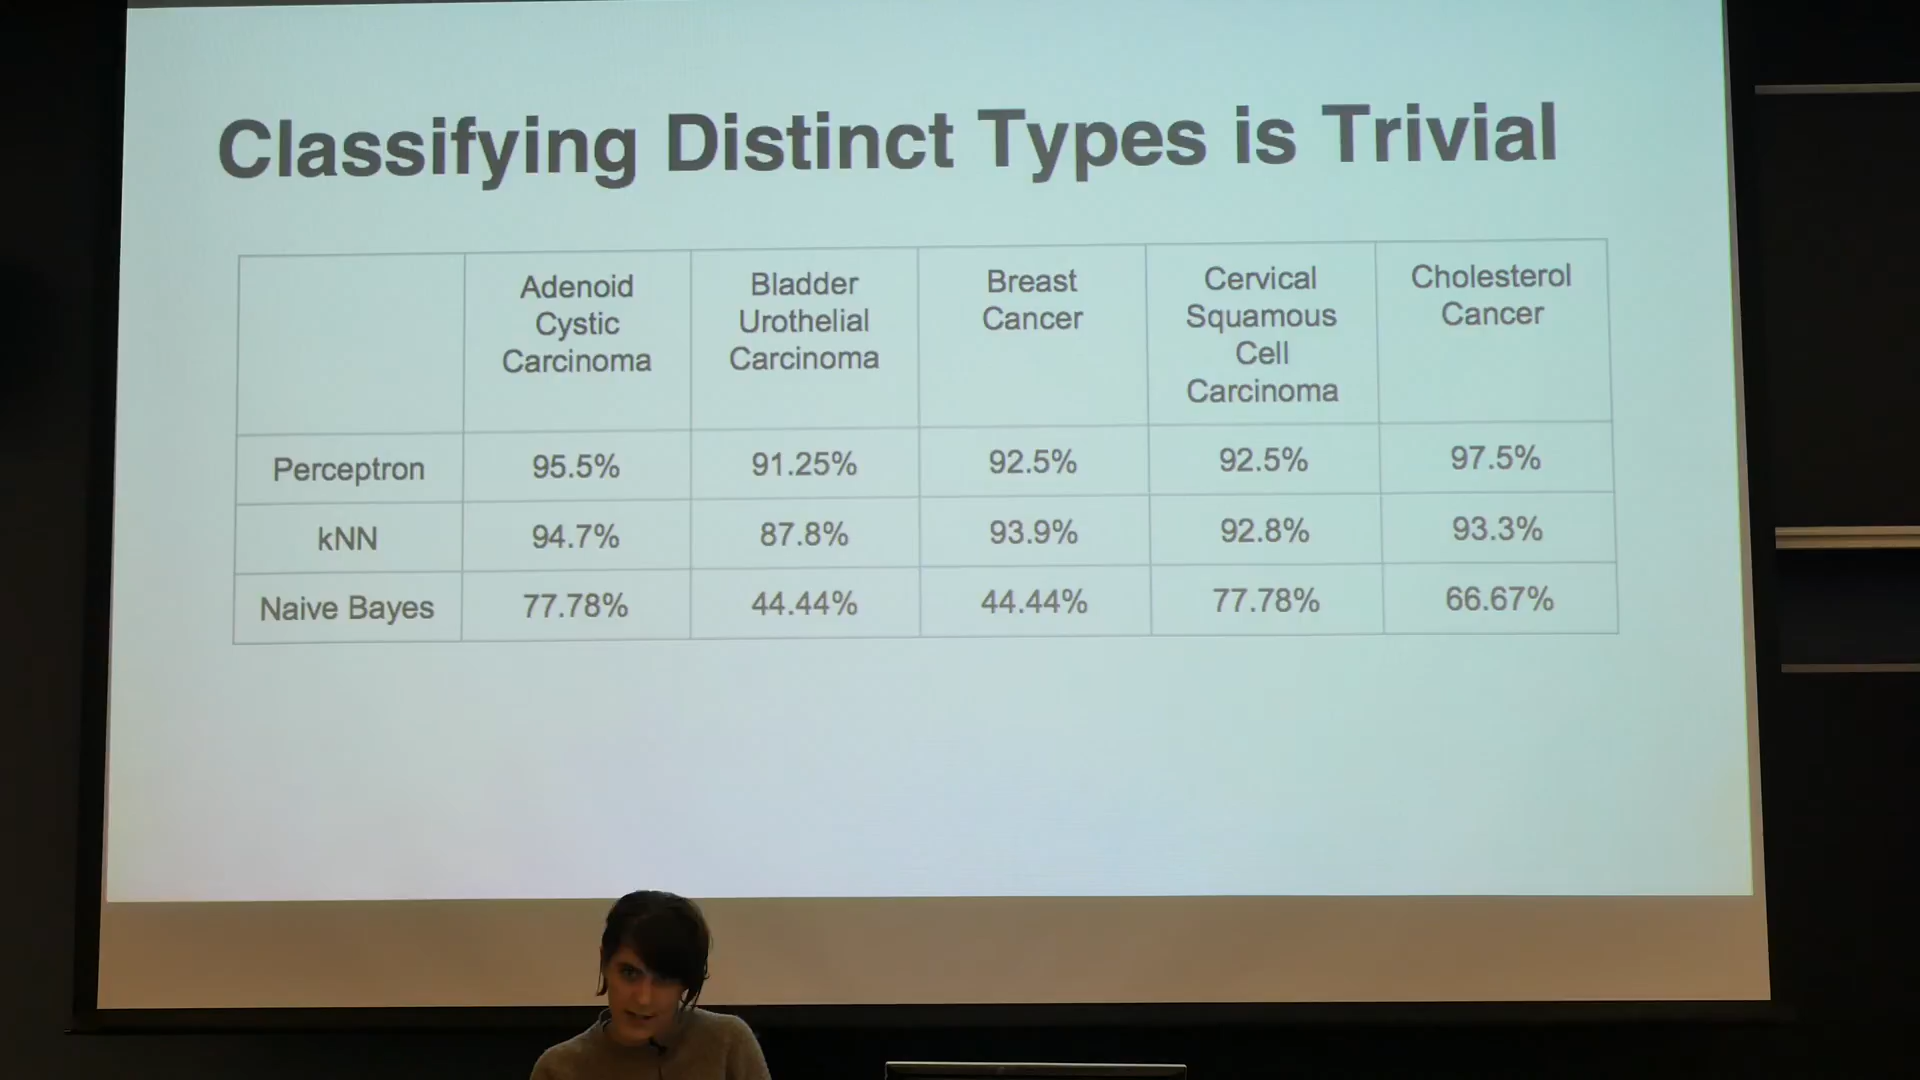 Classifying Distinct Types is Trivial
Adenoid
Cystic
Carcinoma
Bladder
Urothelial
Carcinoma
Breast
Cancer
Cervical
Squamous
Cell
Carcinoma
Cholesterol
Cancer
Perceptron 95.5% 91.25% 92.5% 92.5% 97.5%
kNN 94.7% 87.8% 93.9% 92.8% 93.3%
Naive Bayes 77.78% 44.44% 44.44% 77.78% 66.67%